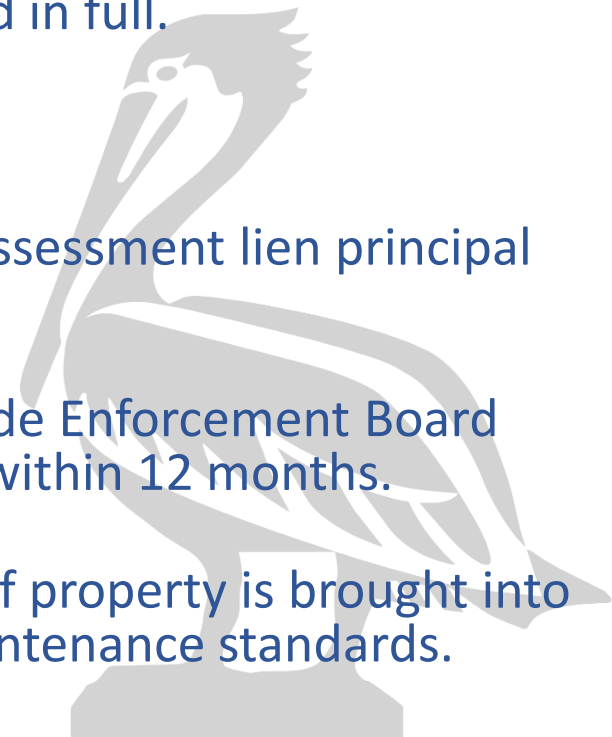 d in full.
ssessment lien principal
de Enforcement Board
within 12 months.
f property is brought into
ntenance standards.